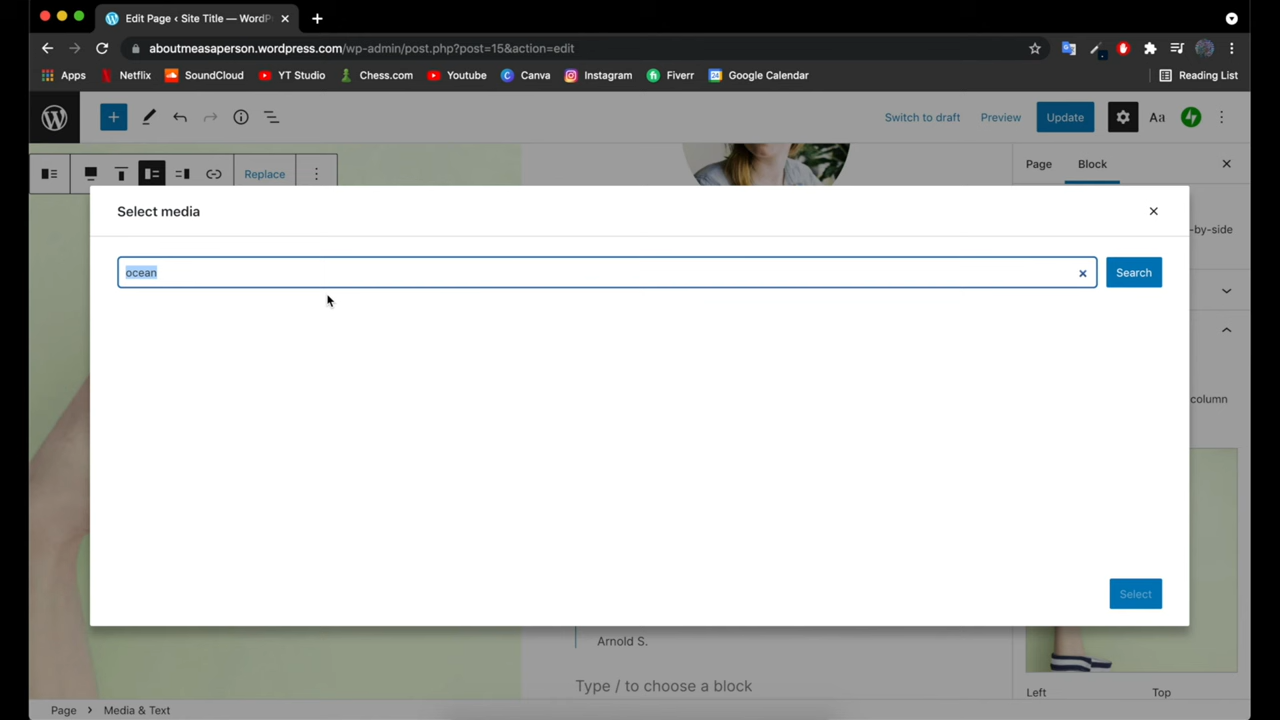 Edit Page ‹ Site Title — WordP
aboutmeasaperson.wordpress.com/wp-admin/post.php?post=15&action=edit
Apps Netflix SoundCloud YT Studio Chess.com Youtube Canva Instagram Fiverr Google Calendar Reading List
Switch to draft Preview Update Aa
Replace Page Block
Select media
-by-side
ocean Search
column
Select
Arnold S.
Type / to choose a block
Left Top
Page > Media & Text